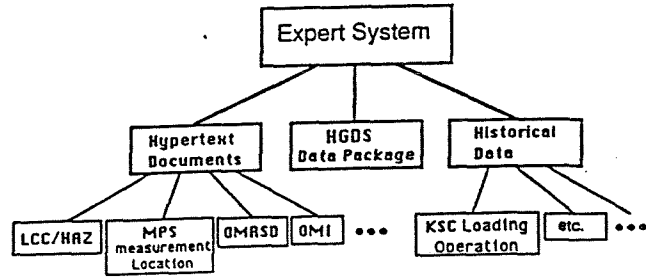 Expert System
Hypertext
Documents
HGDS
Data Package
Historical
Data
LCC/HAZ
MPS
measurement
Location
OMRSD
OMI
•••
KSC Loading
Operation
etc.
•••